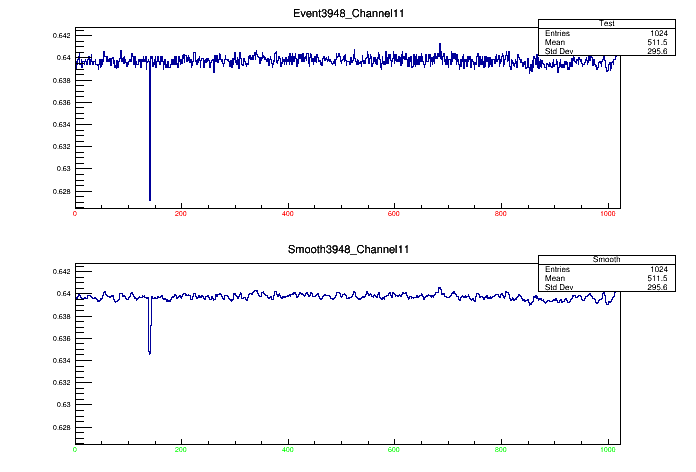 Event3948_Channel11
Test
Entries 1024
Mean 511.5
Std Dev 295.6
0.642
0.64
0.638
0.636
0.634
0.632
0.63
0.628
0 200 400 600 800 1000
Smooth3948_Channel11
Smooth
Entries 1024
Mean 511.5
Std Dev 295.6
0.642
0.64
0.638
0.636
0.634
0.632
0.63
0.628
0 200 400 600 800 1000